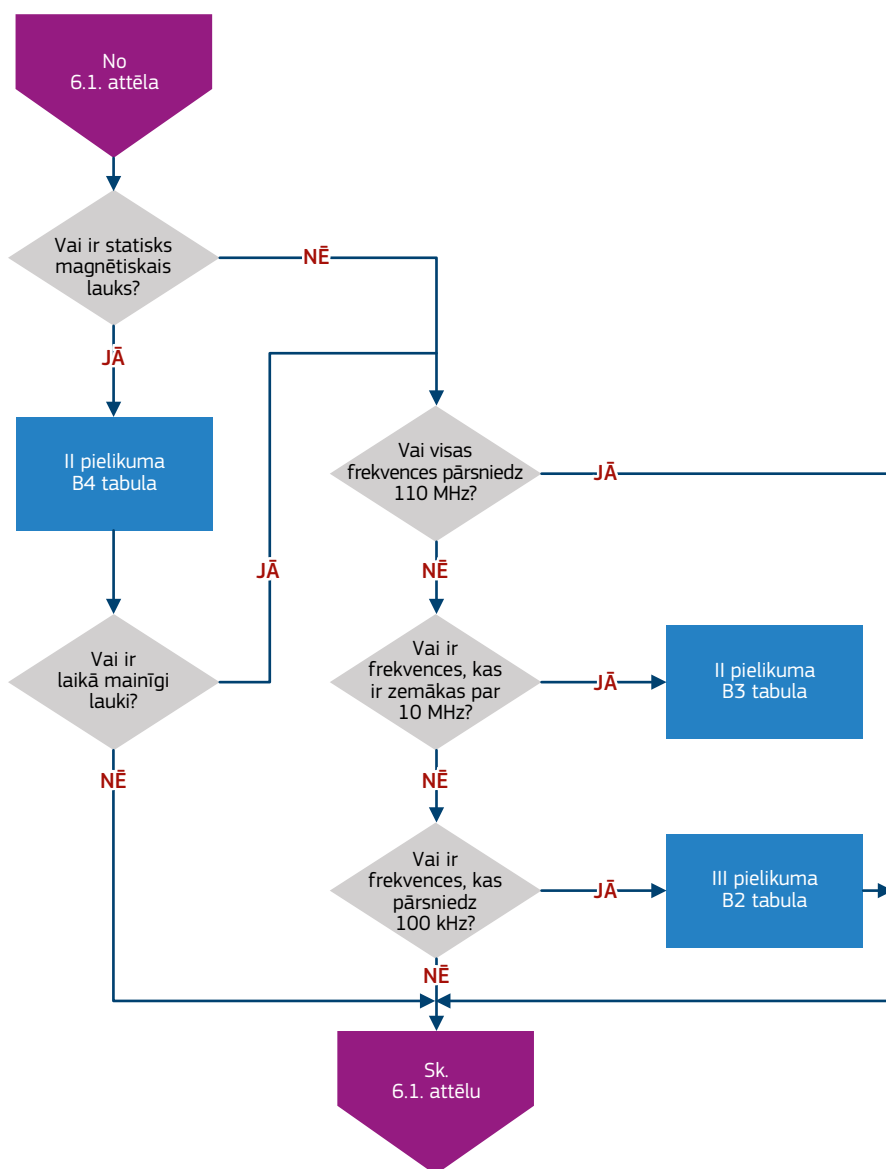 No
6.1. attēla
Vai ir statisks
magnētiskais
lauks?
NĒ
JĀ
II pielikuma
B4 tabula
Vai visas
frekvences pārsniedz
110 MHz?
JĀ
JĀ
NĒ
Vai ir
laikā mainīgi
lauki?
Vai ir
frekvences, kas
ir zemākas par
10 MHz?
JĀ
II pielikuma
B3 tabula
NĒ
NĒ
Vai ir
frekvences, kas
pārsniedz
100 kHz?
JĀ
III pielikuma
B2 tabula
NĒ
Sk.
6.1. attēlu